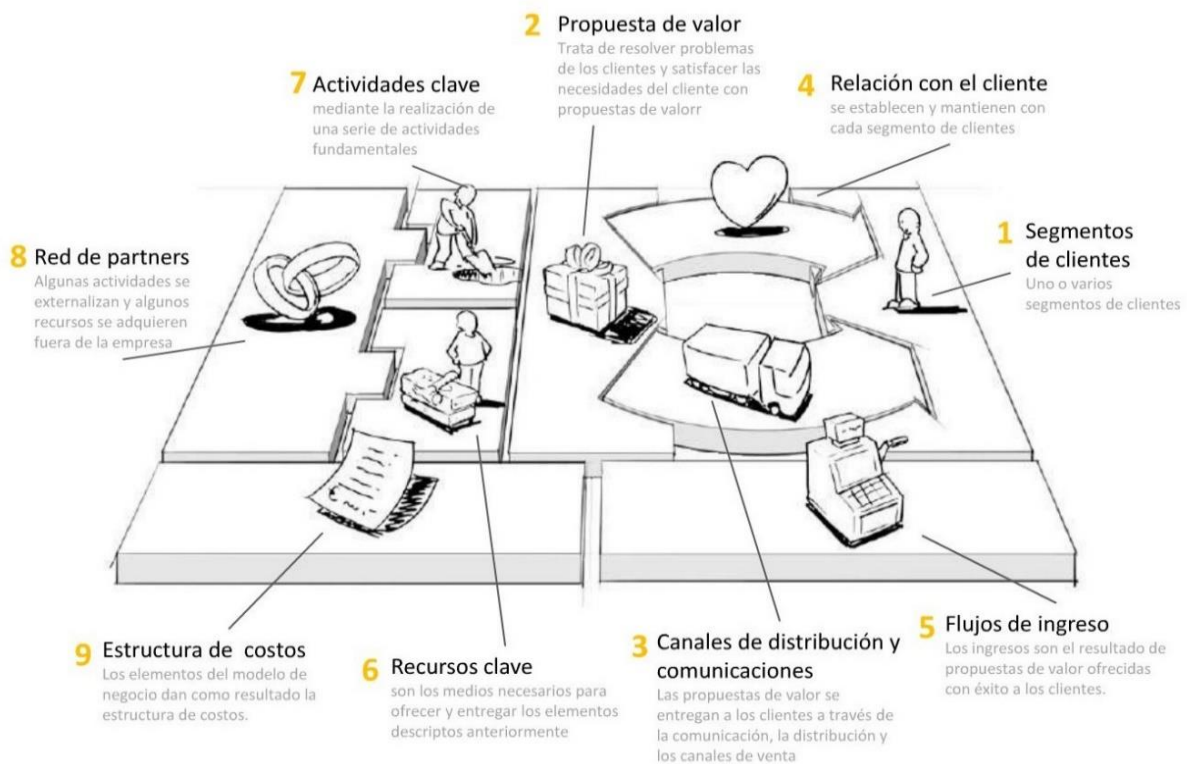 2 Propuesta de valor
Trata de resolver problemas
de los clientes y satisfacer las
necesidades del cliente con
propuestas de valorr
7 Actividades clave
mediante la realización de
una serie de actividades
fundamentales
4 Relación con el cliente
se establecen y mantienen con
cada segmento de clientes
8 Red de partners
Algunas actividades se
externalizan y algunos
recursos se adquieren
fuera de la empresa
1 Segmentos
de clientes
Uno o varios
segmentos de clientes
9 Estructura de costos
Los elementos del modelo de
negocio dan como resultado la
estructura de costos.
6 Recursos clave
son los medios necesarios para
ofrecer y entregar los elementos
descriptos anteriormente
3 Canales de distribución y
comunicaciones
Las propuestas de valor se
entregan a los clientes a través de
la comunicación, la distribución y
los canales de venta
5 Flujos de ingreso
Los ingresos son el resultado de
propuestas de valor ofrecidas
con éxito a los clientes.